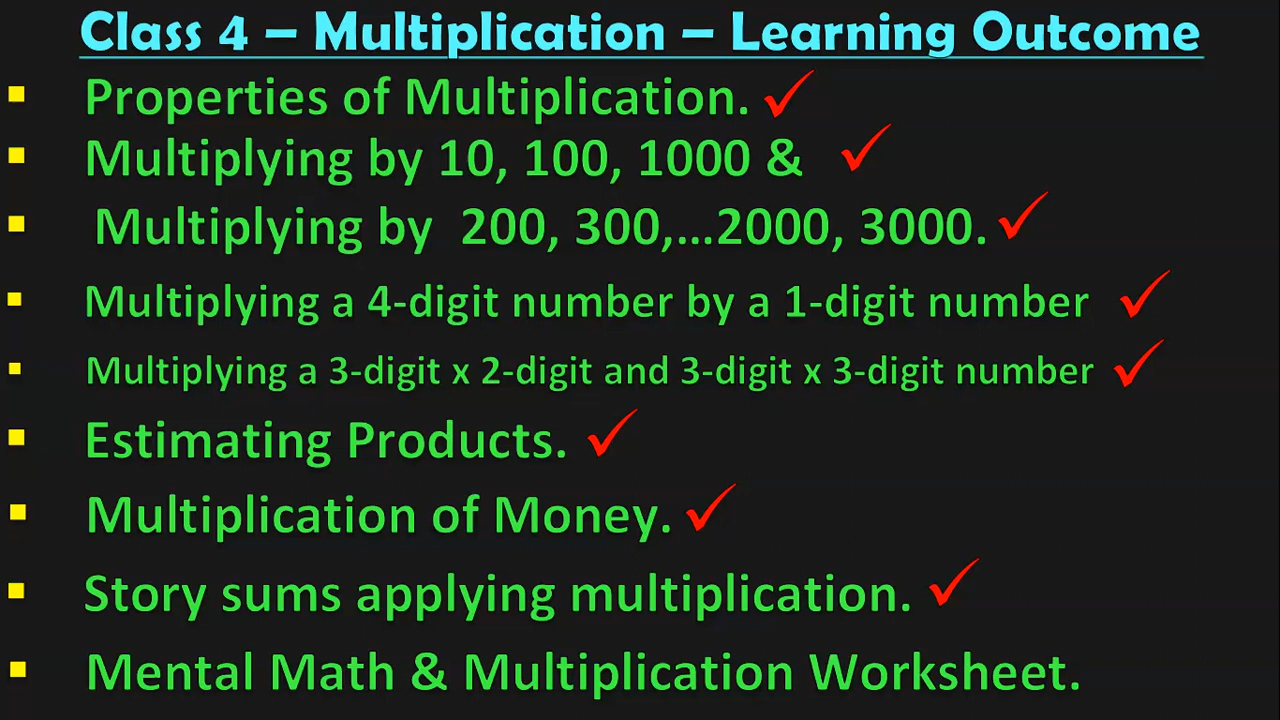 Class 4 – Multiplication – Learning Outcome
Properties of Multiplication.
Multiplying by 10, 100, 1000 &
Multiplying by 200, 300,...2000, 3000.
Multiplying a 4-digit number by a 1-digit number
Multiplying a 3-digit x 2-digit and 3-digit x 3-digit number
Estimating Products.
Multiplication of Money.
Story sums applying multiplication.
Mental Math & Multiplication Worksheet.